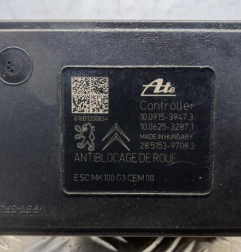 Ate
Controller
10.0915-3947.3
10.0625-3287.1
MADE IN HUNGARY
28.5153-9708.3
61681200834
ANTIBLOCAGE DE ROUE
ESC MK100 G3 CEM 00